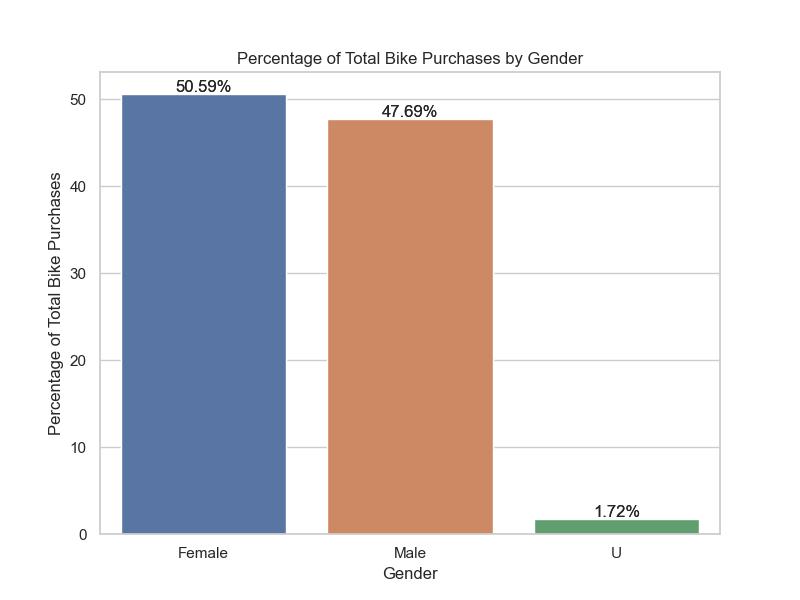 Percentage of Total Bike Purchases by Gender
Percentage of Total Bike Purchases
50
40
30
20
10
0
50.59%
47.69%
1.72%
Female
Male
U
Gender